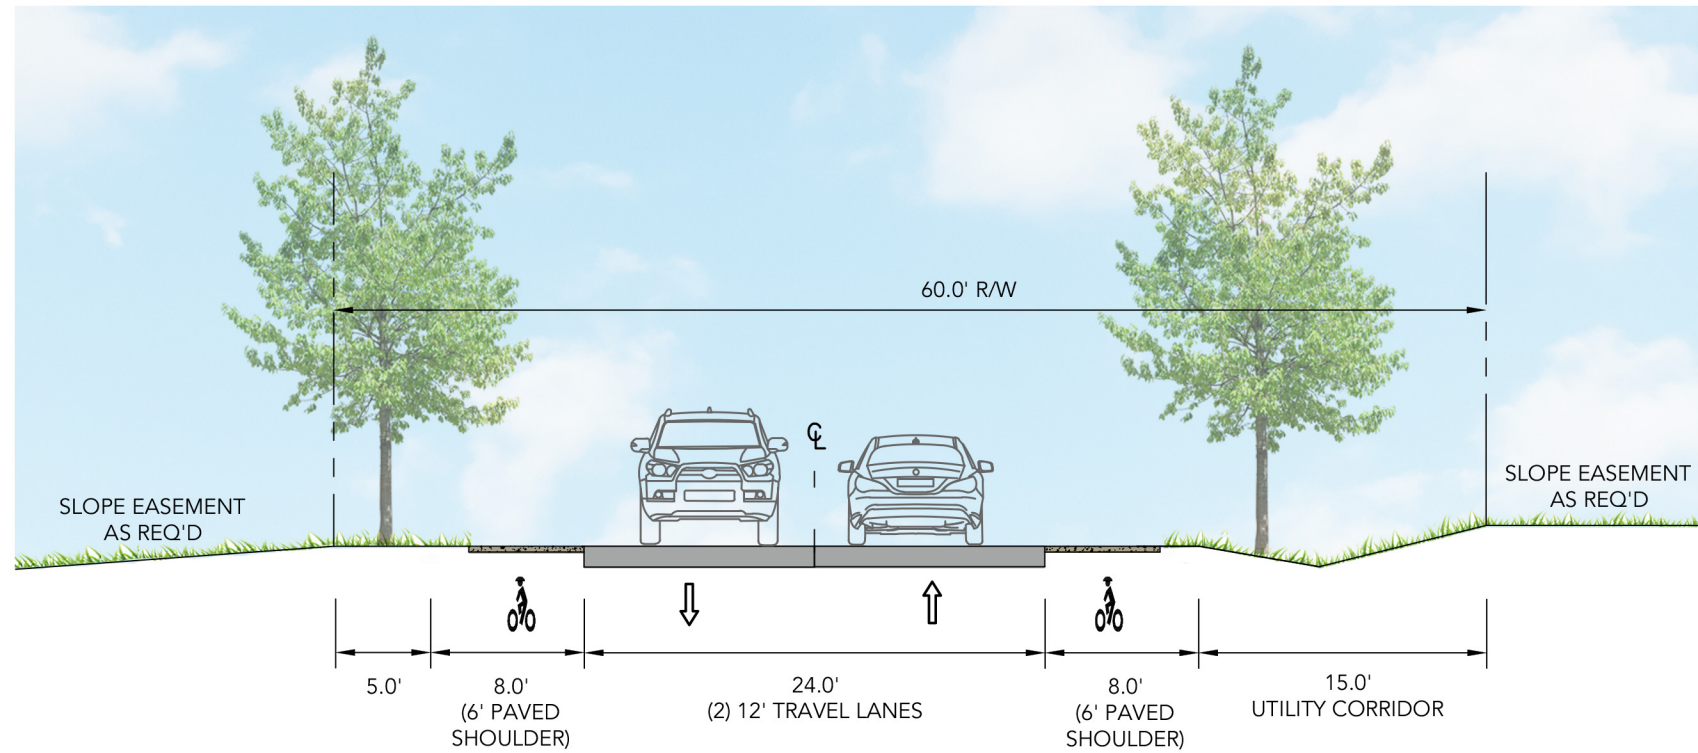 60.0' R/W
℄
SLOPE EASEMENT
AS REQ'D
SLOPE EASEMENT
AS REQ'D
5.0'
8.0'
(6' PAVED
SHOULDER)
24.0'
(2) 12' TRAVEL LANES
8.0'
(6' PAVED
SHOULDER)
15.0'
UTILITY CORRIDOR